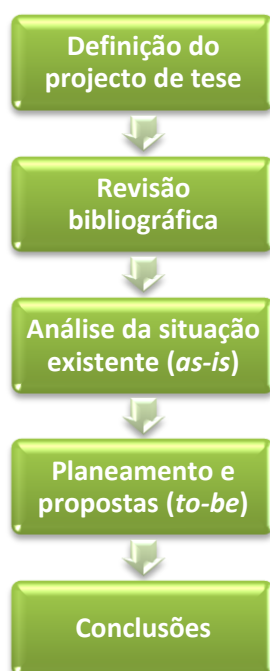 Definição do
projecto de tese
Revisão
bibliográfica
Análise da situação
existente (as-is)
Planeamento e
propostas (to-be)
Conclusões